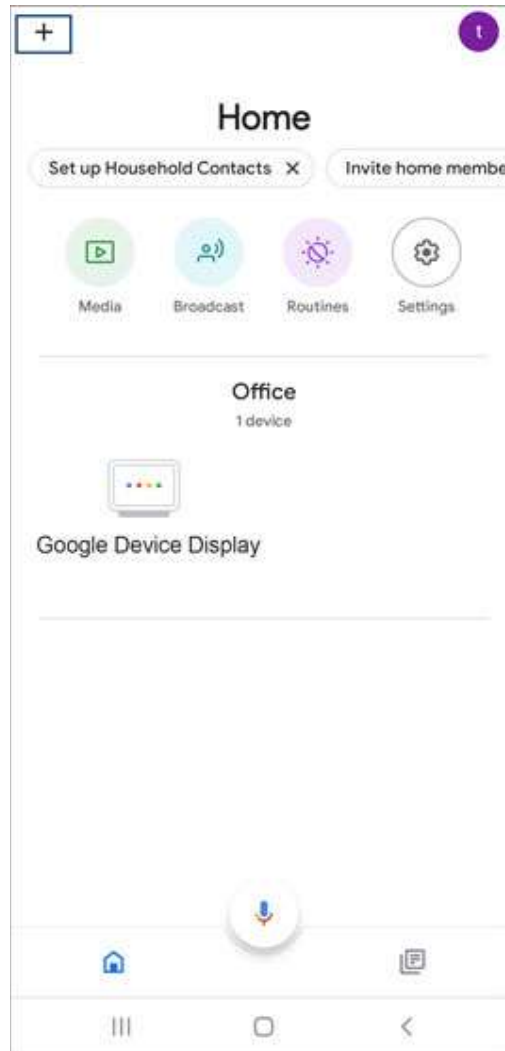 +
t
Home
Set up Household Contacts X
Invite home membe
Media
Broadcast
Routines
Settings
Office
1 device
Google Device Display